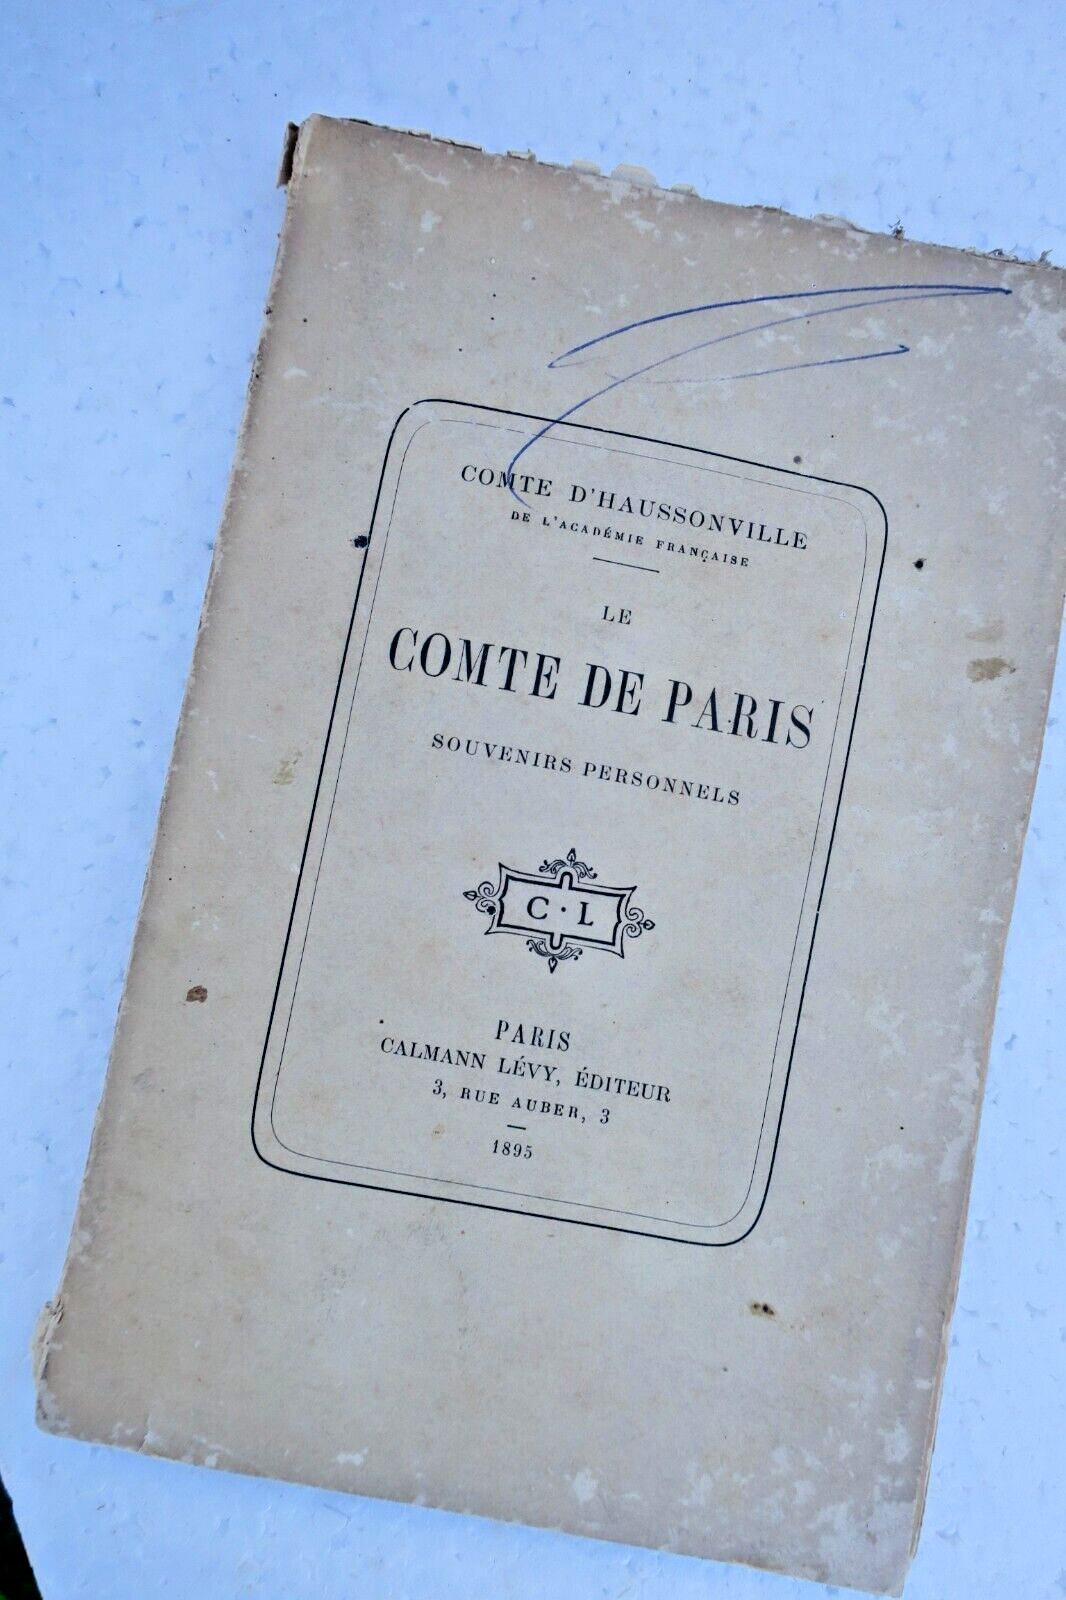 COMTE D'HAUSSONVILLE
DE L'ACADÉMIE FRANÇAISE
LE
COMTE DE PARIS
SOUVENIRS PERSONNELS
C·L
PARIS
CALMANN LÉVY, ÉDITEUR
3, RUE AUBER, 3
1895